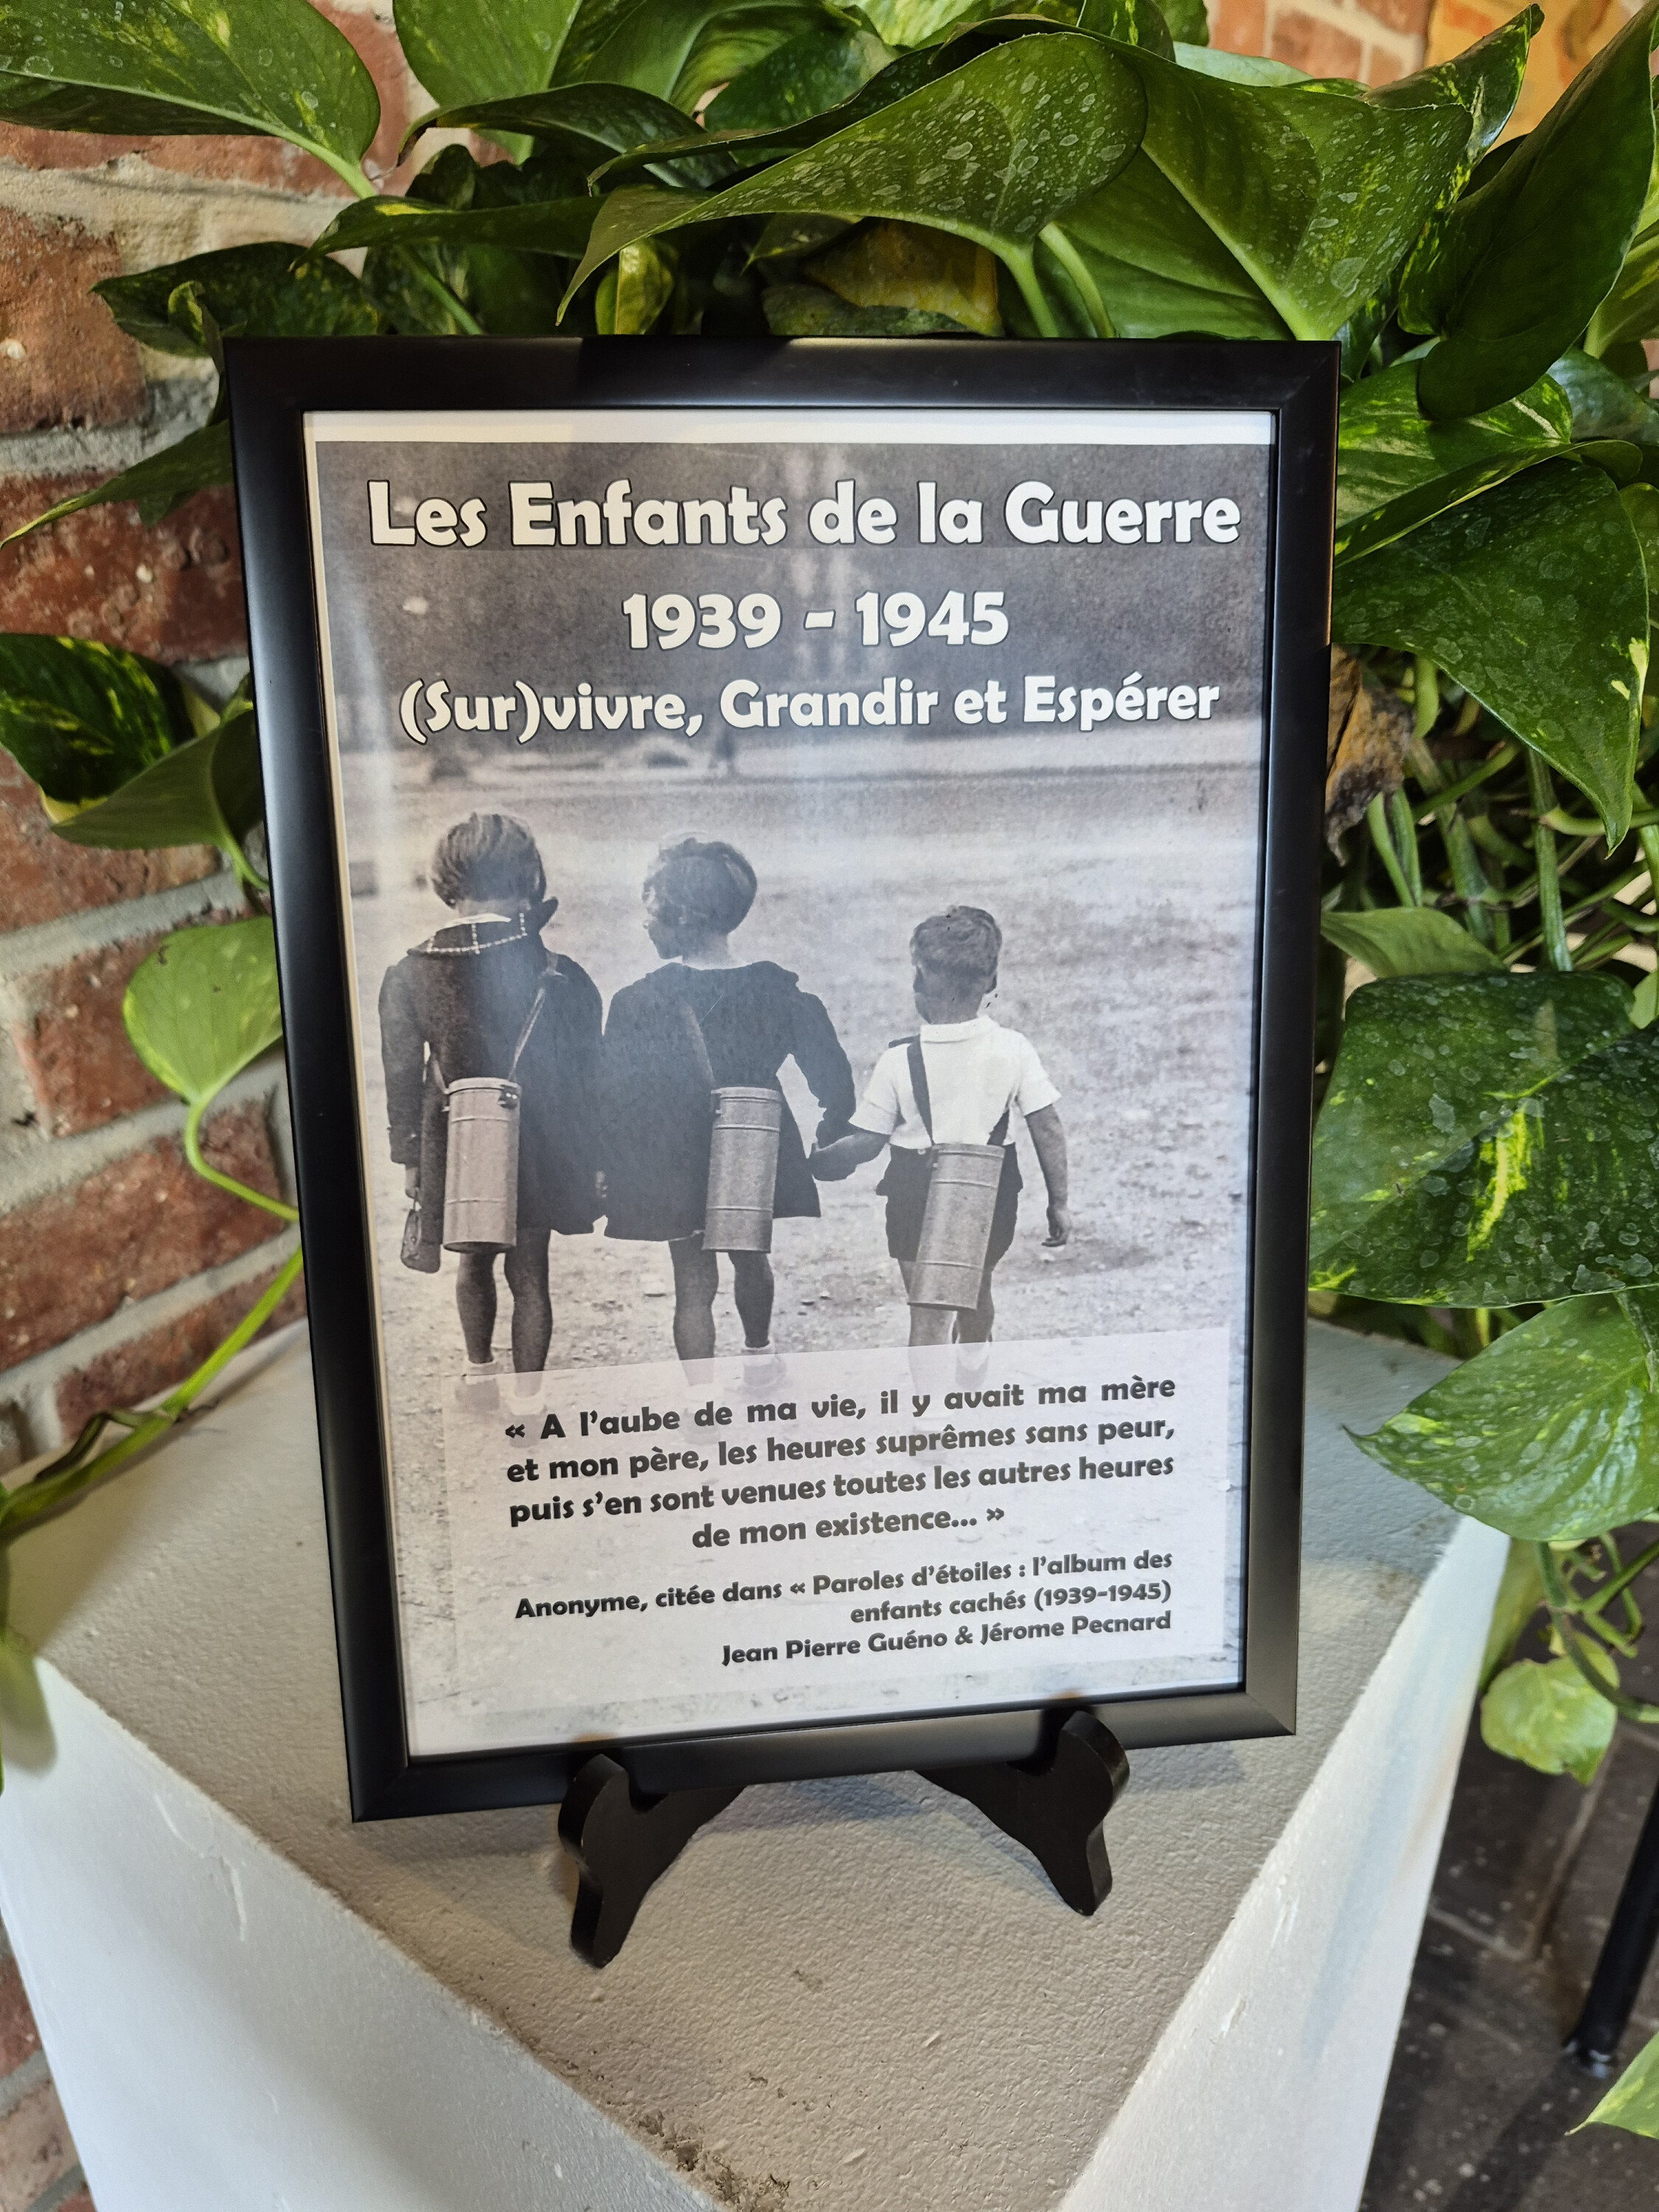 Les Enfants de la Guerre
1939 - 1945
(Sur)vivre, Grandir et Espérer
« A l’aube de ma vie, il y avait ma mère
et mon père, les heures suprêmes sans peur,
puis s’en sont venues toutes les autres heures
de mon existence... »
Anonyme, citée dans « Paroles d’étoiles : l’album des
enfants cachés (1939-1945)
Jean Pierre Guéno & Jérome Pecnard